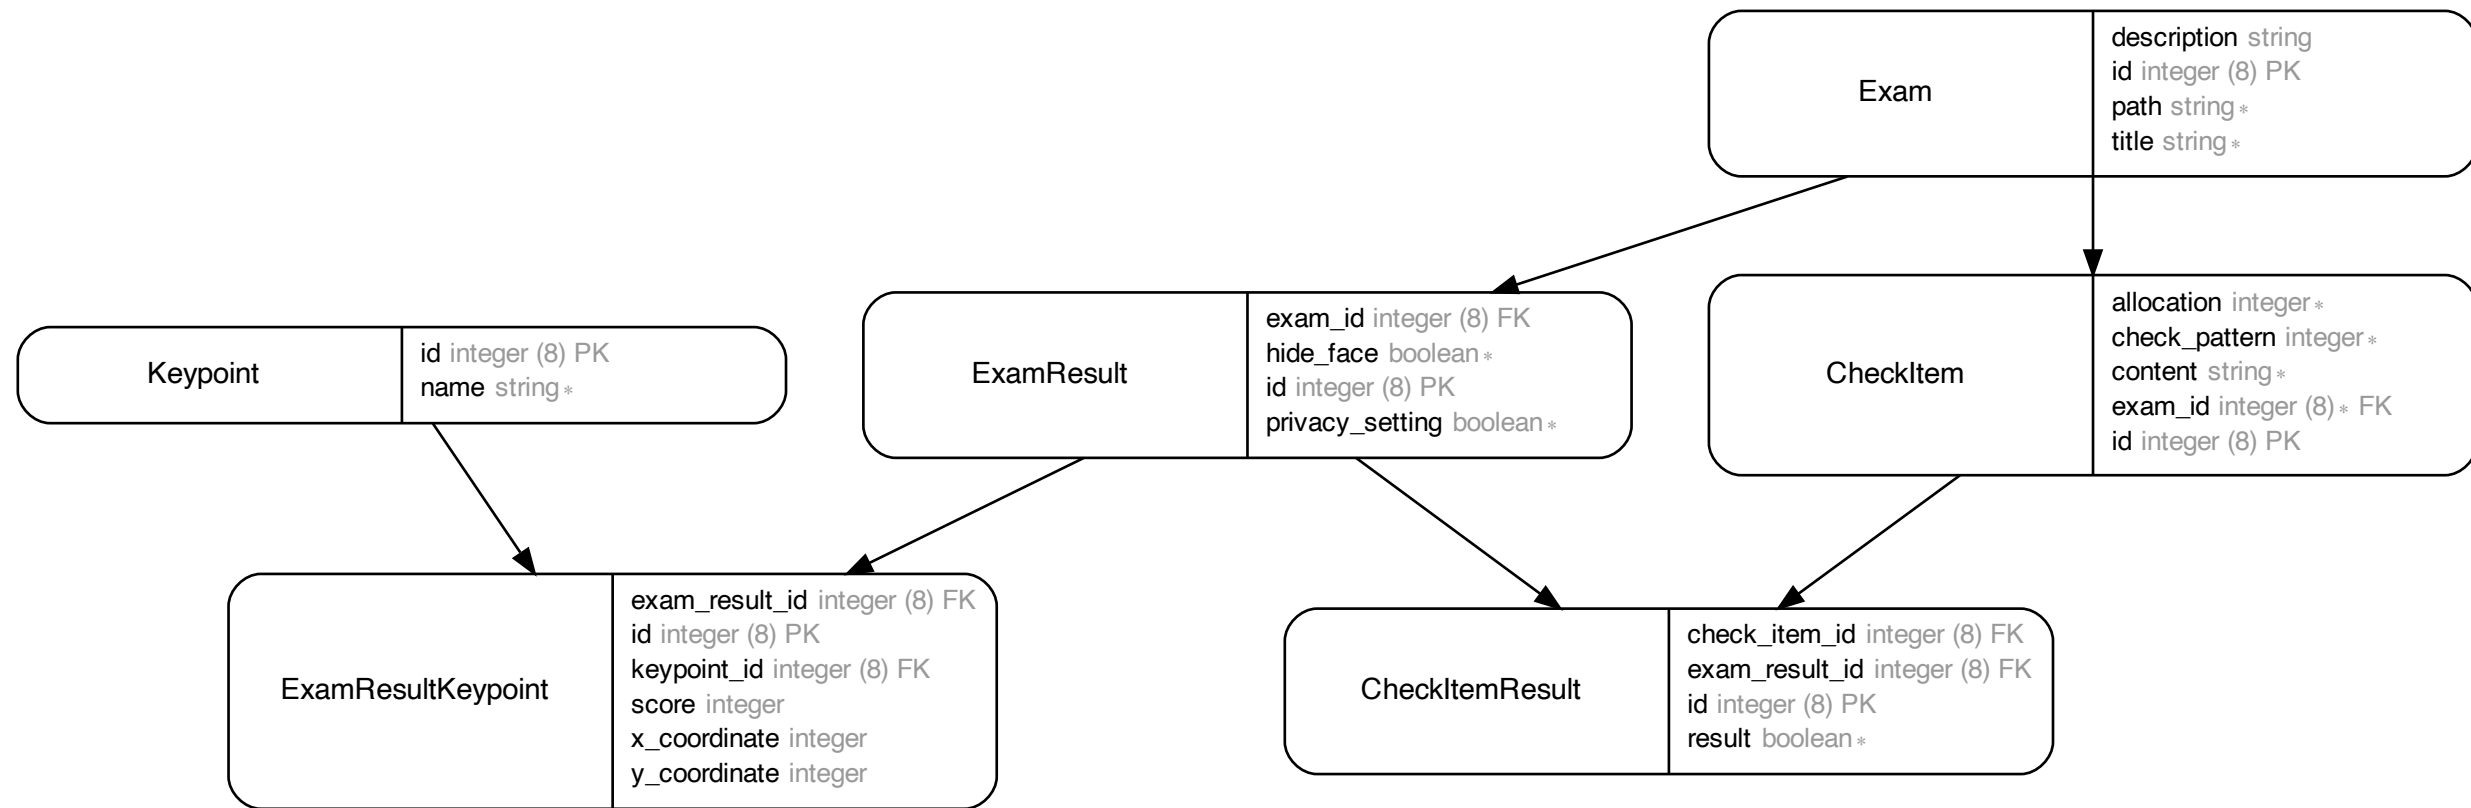 Exam
description string
id integer (8) PK
path string *
title string *
Keypoint
id integer (8) PK
name string *
ExamResult
exam_id integer (8) FK
hide_face boolean *
id integer (8) PK
privacy_setting boolean *
CheckItem
allocation integer *
check_pattern integer *
content string *
exam_id integer (8) * FK
id integer (8) PK
ExamResultKeypoint
exam_result_id integer (8) FK
id integer (8) PK
keypoint_id integer (8) FK
score integer
x_coordinate integer
y_coordinate integer
CheckItemResult
check_item_id integer (8) FK
exam_result_id integer (8) FK
id integer (8) PK
result boolean *